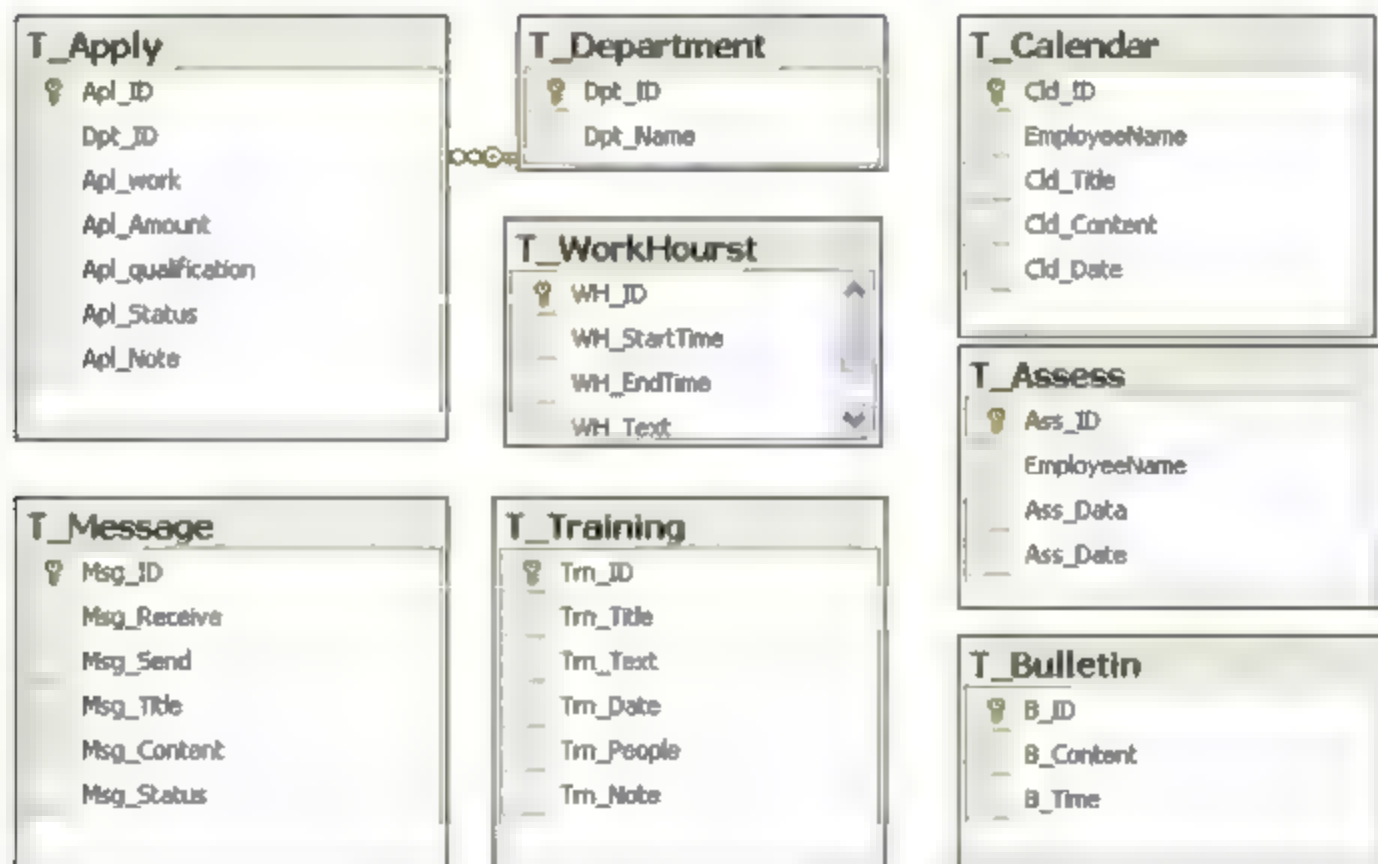 T_Apply
Apl_ID
Dpt_ID
Apl_work
Apl_Amount
Apl_qualification
Apl_Status
Apl_Note
T_Department
Dpt_ID
Dpt_Name
T_WorkHourst
WH_ID
WH_StartTime
WH_EndTime
WH_Text
T_Calendar
Cld_ID
EmployeeName
Cld_Title
Cld_Content
Cld_Date
T_Assess
Ass_ID
EmployeeName
Ass_Data
Ass_Date
T_Message
Msg_ID
Msg_Receive
Msg_Send
Msg_Title
Msg_Content
Msg_Status
T_Training
Trn_ID
Trn_Title
Trn_Text
Trn_Date
Trn_People
Trn_Note
T_Bulletin
B_ID
B_Content
B_Time